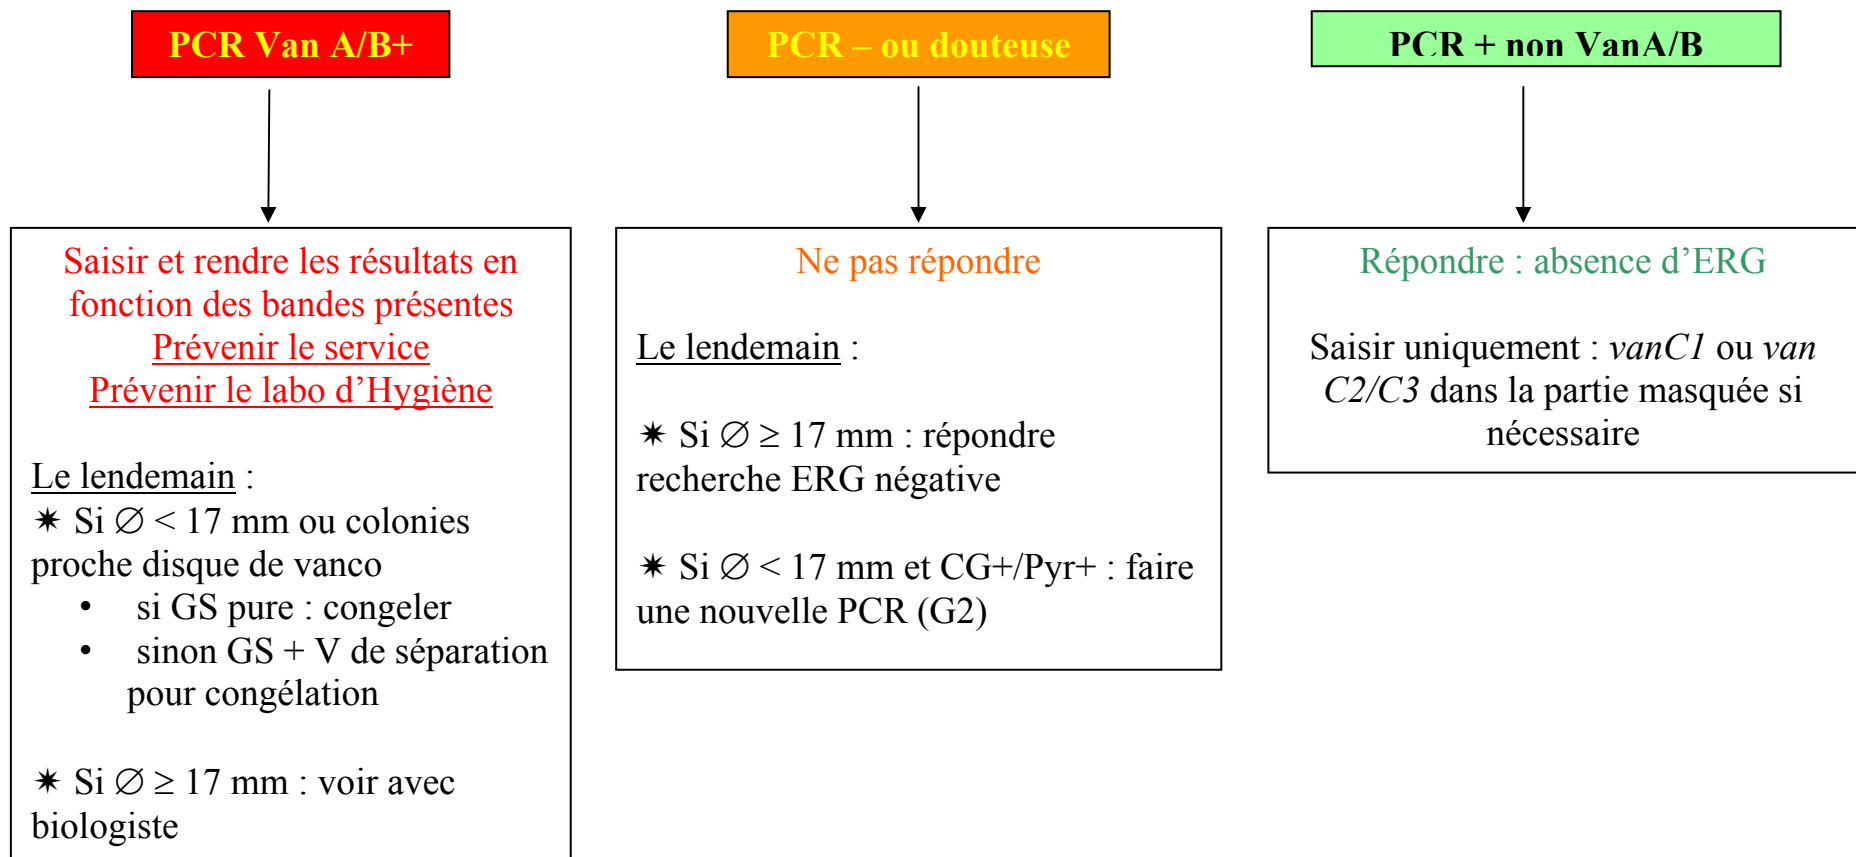 PCR Van A/B+
Saisir et rendre les résultats en
fonction des bandes présentes
Prévenir le service
Prévenir le labo d’Hygiène
Le lendemain :
✷ Si ∅ < 17 mm ou colonies
proche disque de vanco
• si GS pure : congeler
• sinon GS + V de séparation
pour congélation
✷ Si ∅ ≥ 17 mm : voir avec
biologiste
PCR – ou douteuse
Ne pas répondre
Le lendemain :
✷ Si ∅ ≥ 17 mm : répondre
recherche ERG négative
✷ Si ∅ < 17 mm et CG+/Pyr+ : faire
une nouvelle PCR (G2)
PCR + non VanA/B
Répondre : absence d’ERG
Saisir uniquement : vanC1 ou van
C2/C3 dans la partie masquée si
nécessaire